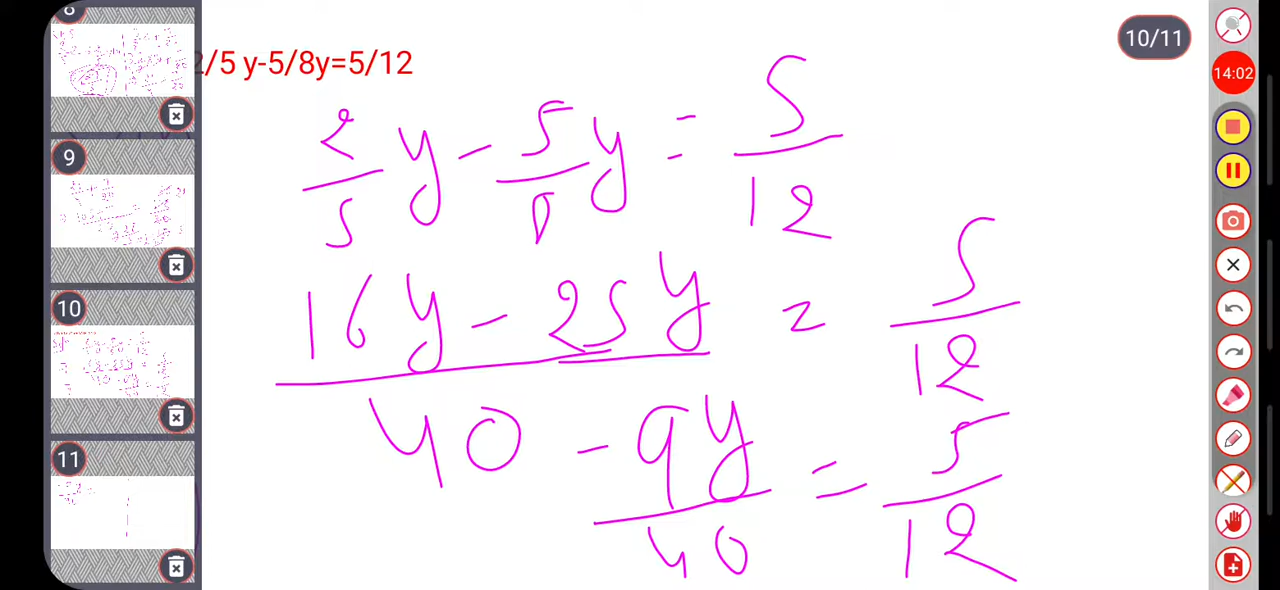 8
10/11
2/5 y-5/8y=5/12
14:02
2/5 y - 5/8 y = 5/12
9
16y - 25y / 40 = 5/12
10
- 9y/40 = 5/12
11